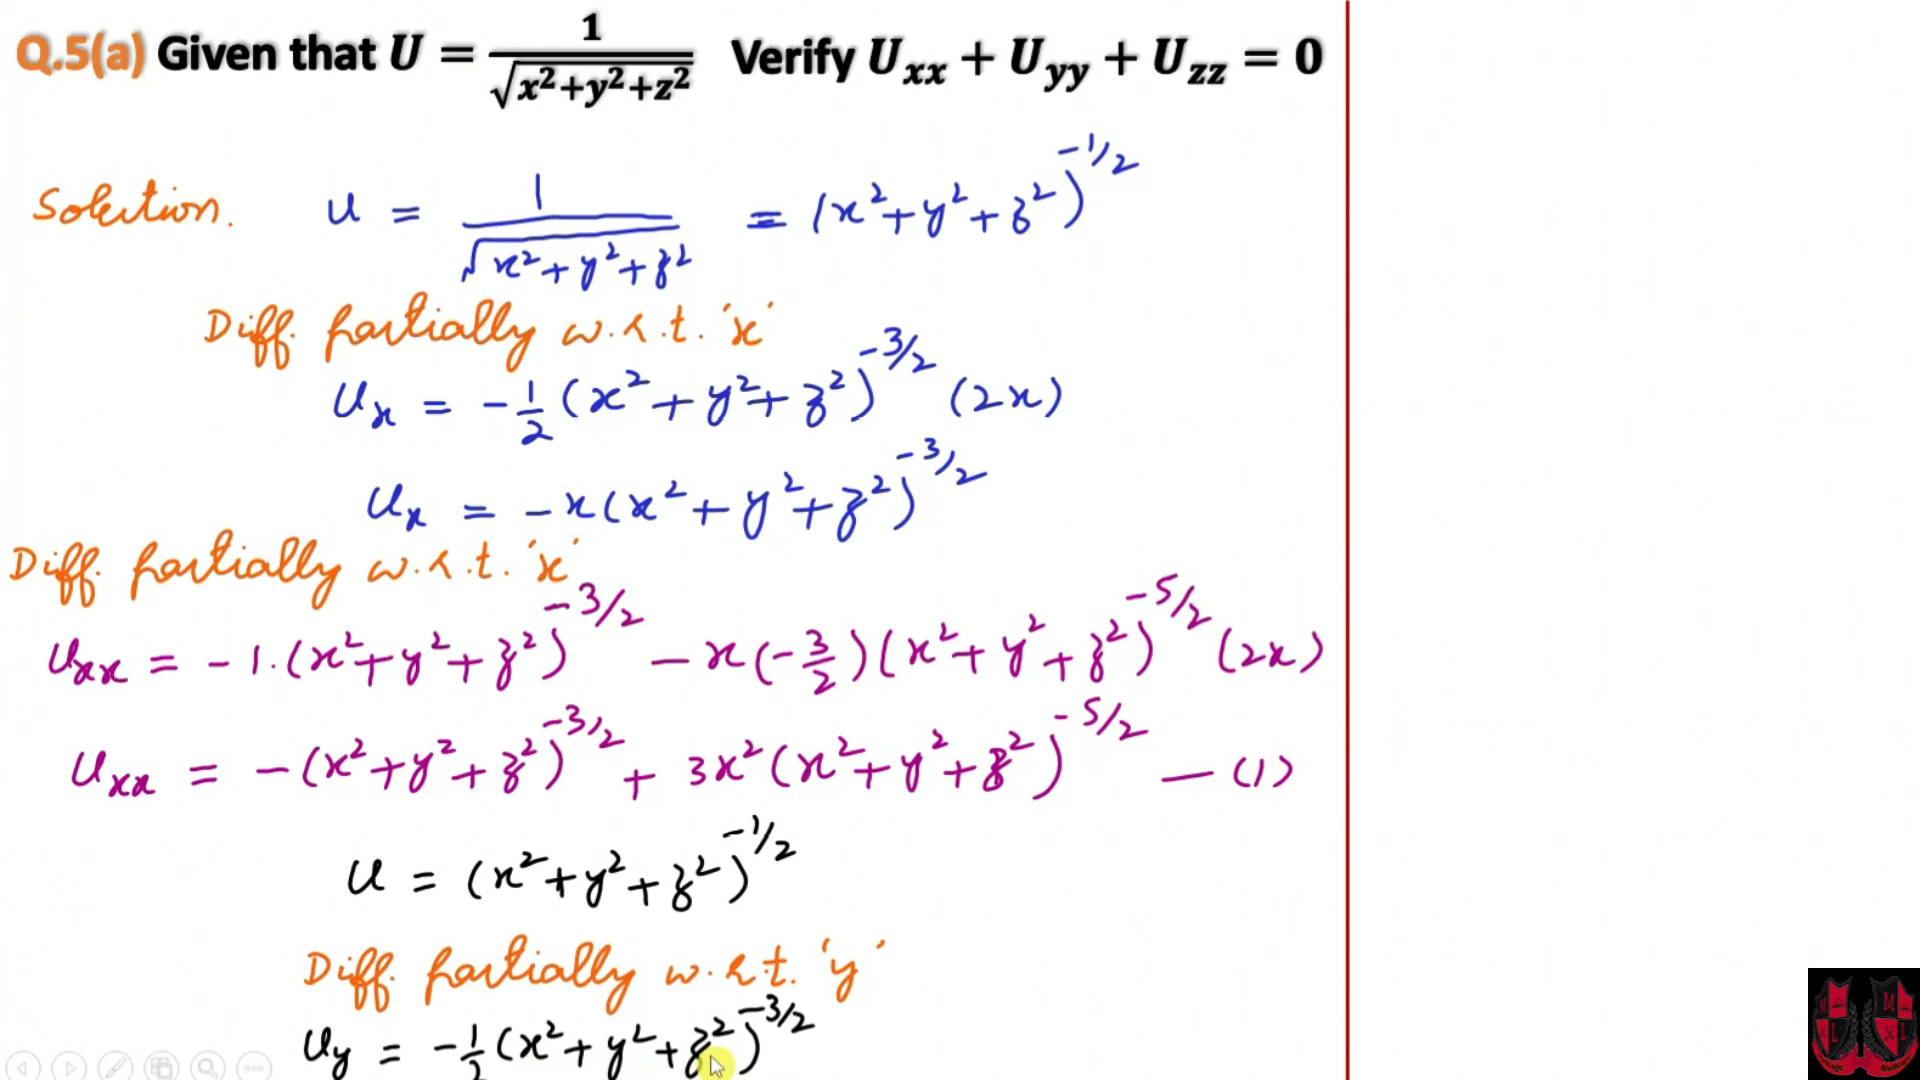 Q.5(a) Given that U = 1/√(x²+y²+z²) Verify Uxx + Uyy + Uzz = 0
Solution. u = 1/√(x²+y²+z²) = (x²+y²+z²)^(-1/2)
Diff. partially w.r.t. 'x'
ux = -1/2 (x²+y²+z²)^(-3/2) (2x)
ux = -x(x²+y²+z²)^(-3/2)
Diff. partially w.r.t. 'x'
uxx = -1.(x²+y²+z²)^(-3/2) - x(-3/2)(x²+y²+z²)^(-5/2) (2x)
uxx = -(x²+y²+z²)^(-3/2) + 3x²(x²+y²+z²)^(-5/2) — (1)
u = (x²+y²+z²)^(-1/2)
Diff. partially w.r.t. 'y'
uy = -1/2 (x²+y²+z²)^(-3/2)